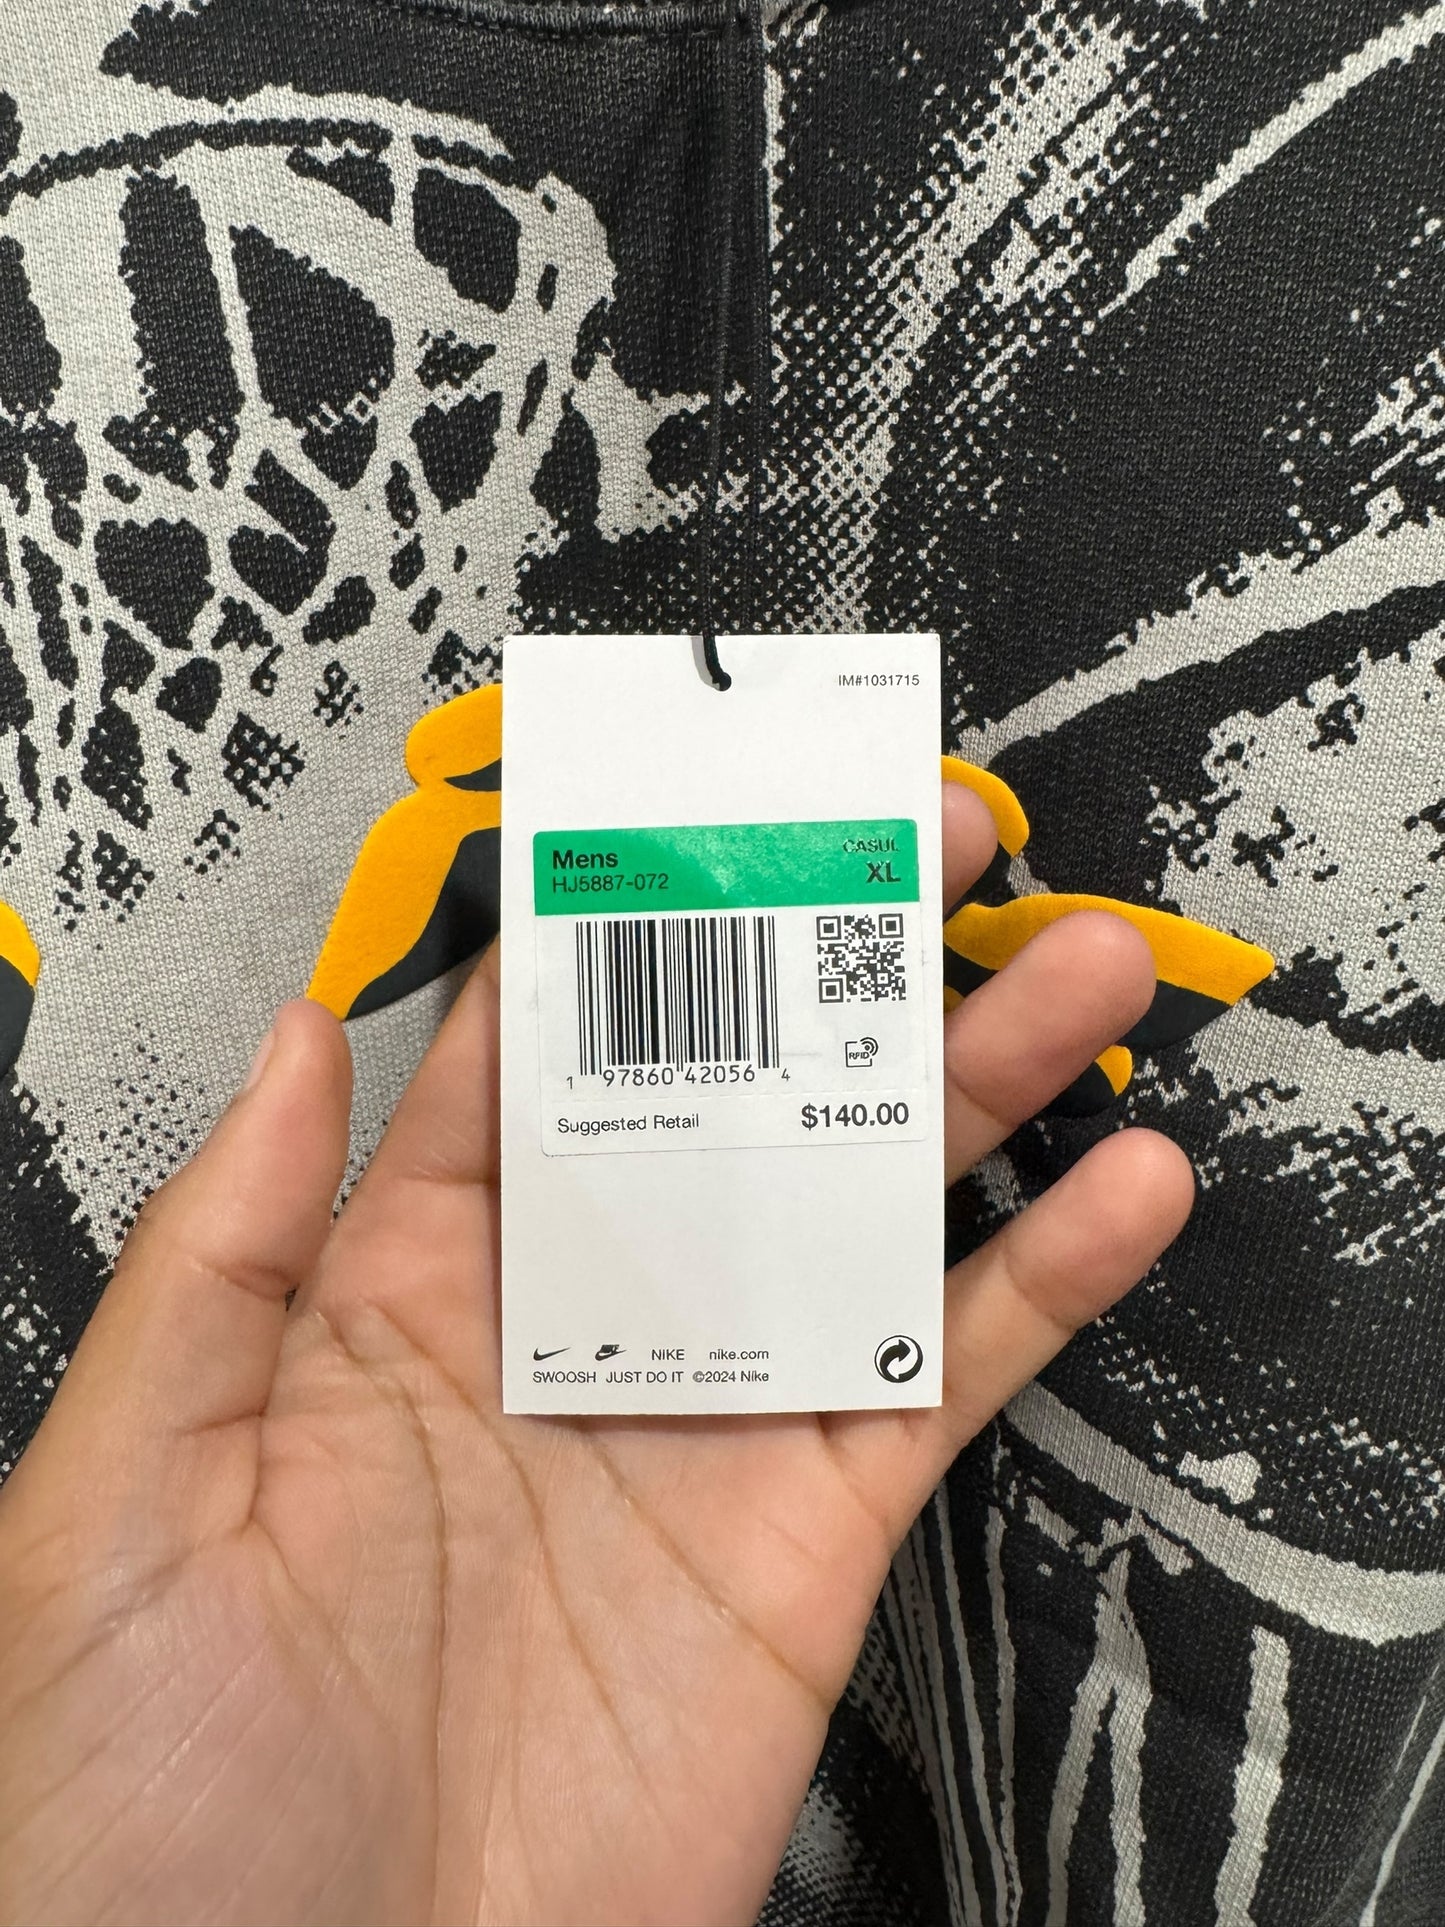 IM#1031715
Mens
HJ5887-072
CASUL
XL
1 97860 42056 4
RFID
Suggested Retail $140.00
NIKE nike.com
SWOOSH JUST DO IT ©2024 Nike